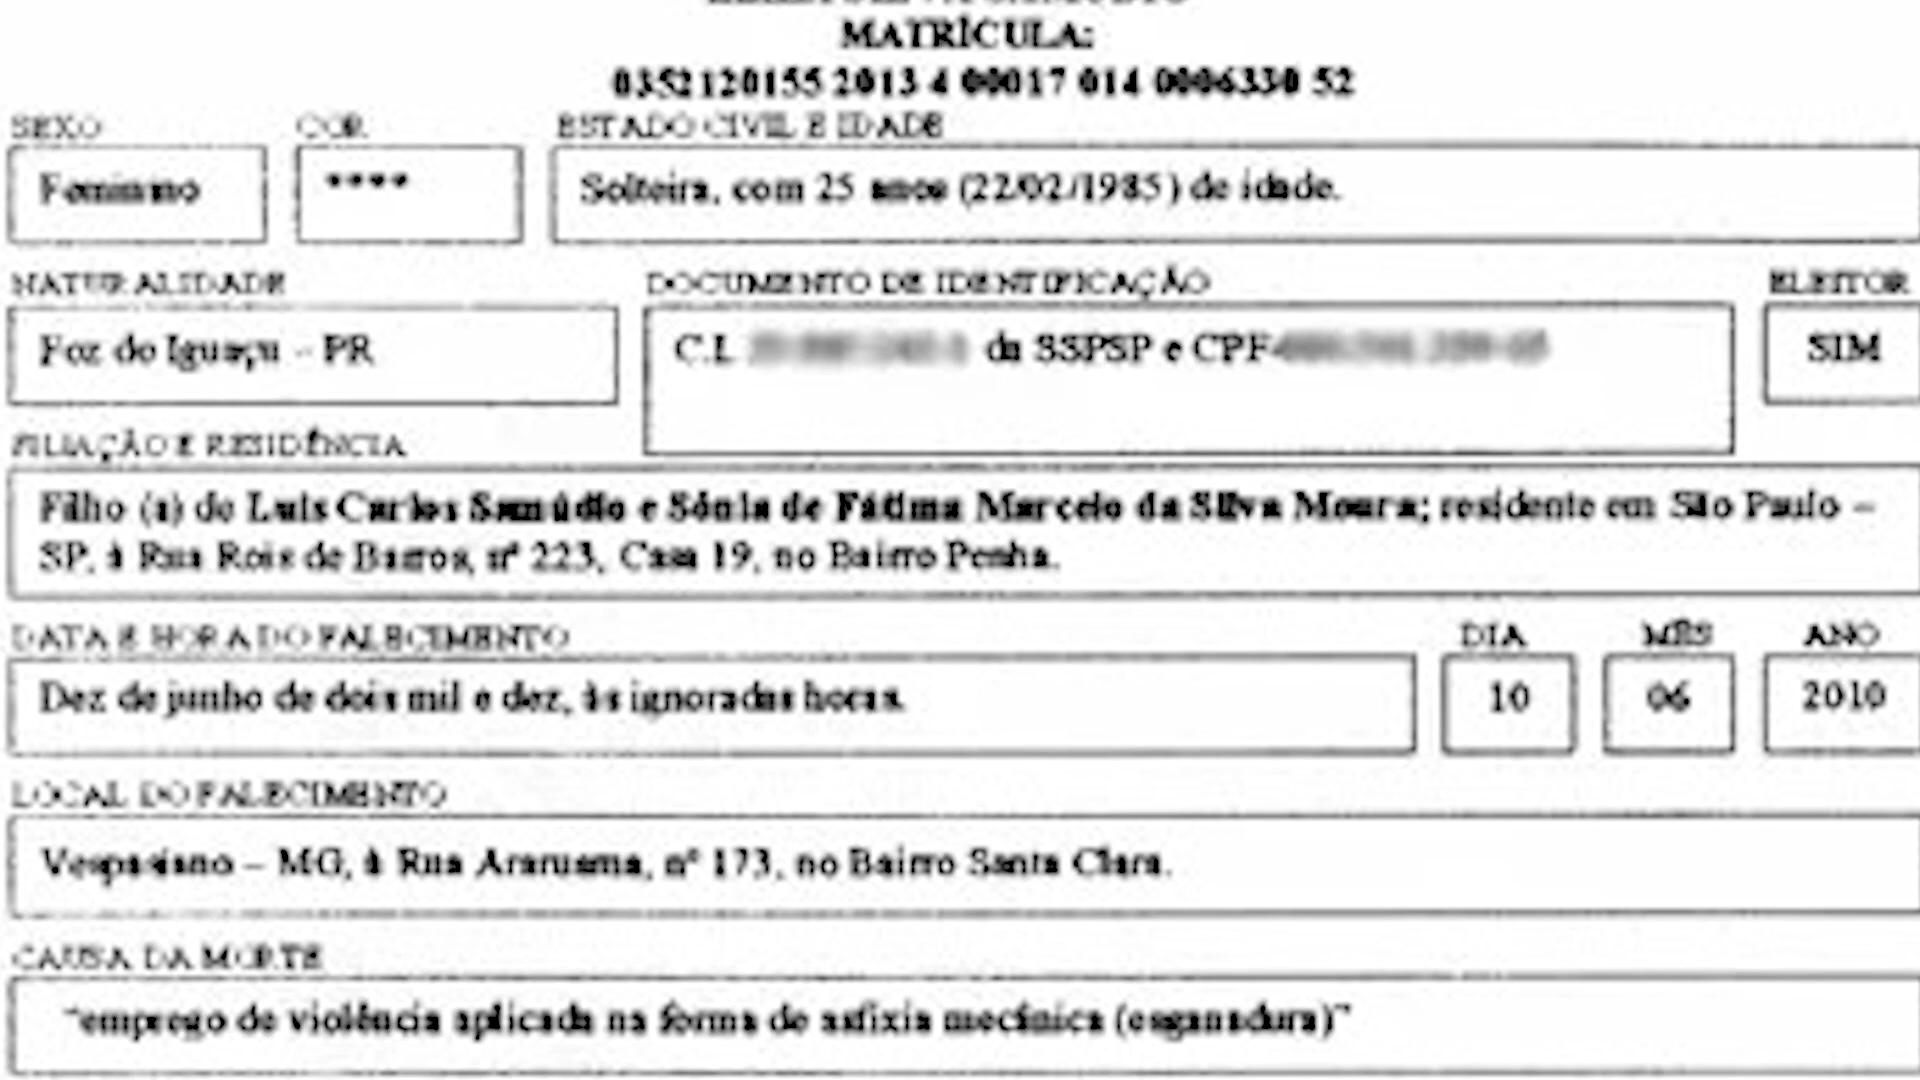 MATRÍCULA:
0352120155 2013 4 00017 014 0006330 52
SEXO COR ESTADO CIVIL E IDADE
Feminino **** Solteira, com 25 anos (22/02/1985) de idade.
NATURALIDADE DOCUMENTO DE IDENTIFICAÇÃO ELEITOR
Foz do Iguaçu – PR C.I. da SSPSP e CPF SIM
FILIAÇÃO E RESIDÊNCIA
Filho (a) de Luis Carlos Samúdio e Sônia de Fátima Marcelo da Silva Moura; residente em São Paulo –
SP, à Rua Rois de Barros, nº 223, Casa 19, no Bairro Penha.
DATA E HORA DO FALECIMENTO DIA MÊS ANO
Dez de junho de dois mil e dez, às ignoradas horas. 10 06 2010
LOCAL DO FALECIMENTO
Vespasiano – MG, à Rua Araruama, nº 173, no Bairro Santa Clara.
CAUSA DA MORTE
"emprego de violência aplicada na forma de asfixia mecânica (esganadura)"